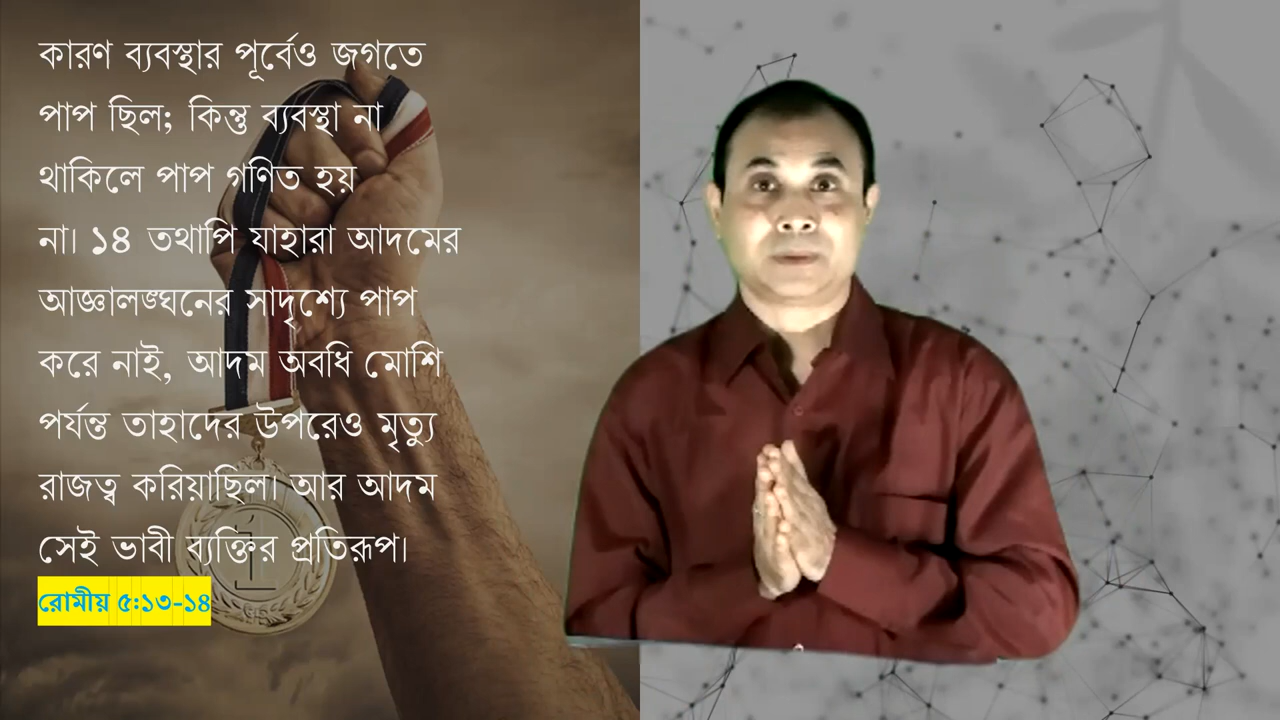 কারণ ব্যবস্থার পূর্বেও জগতে
পাপ ছিল; কিন্তু ব্যবস্থা না
থাকিলে পাপ গণিত হয়
না। ১৪ তথাপি যাহারা আদমের
আজ্ঞালঙ্ঘনের সাদৃশ্যে পাপ
করে নাই, আদম অবধি মোশি
পর্যন্ত তাহাদের উপরেও মৃত্যু
রাজত্ব করিয়াছিল। আর আদম
সেই ভাবী ব্যক্তির প্রতিরূপ।
রোমীয় ৫:১৩-১৪